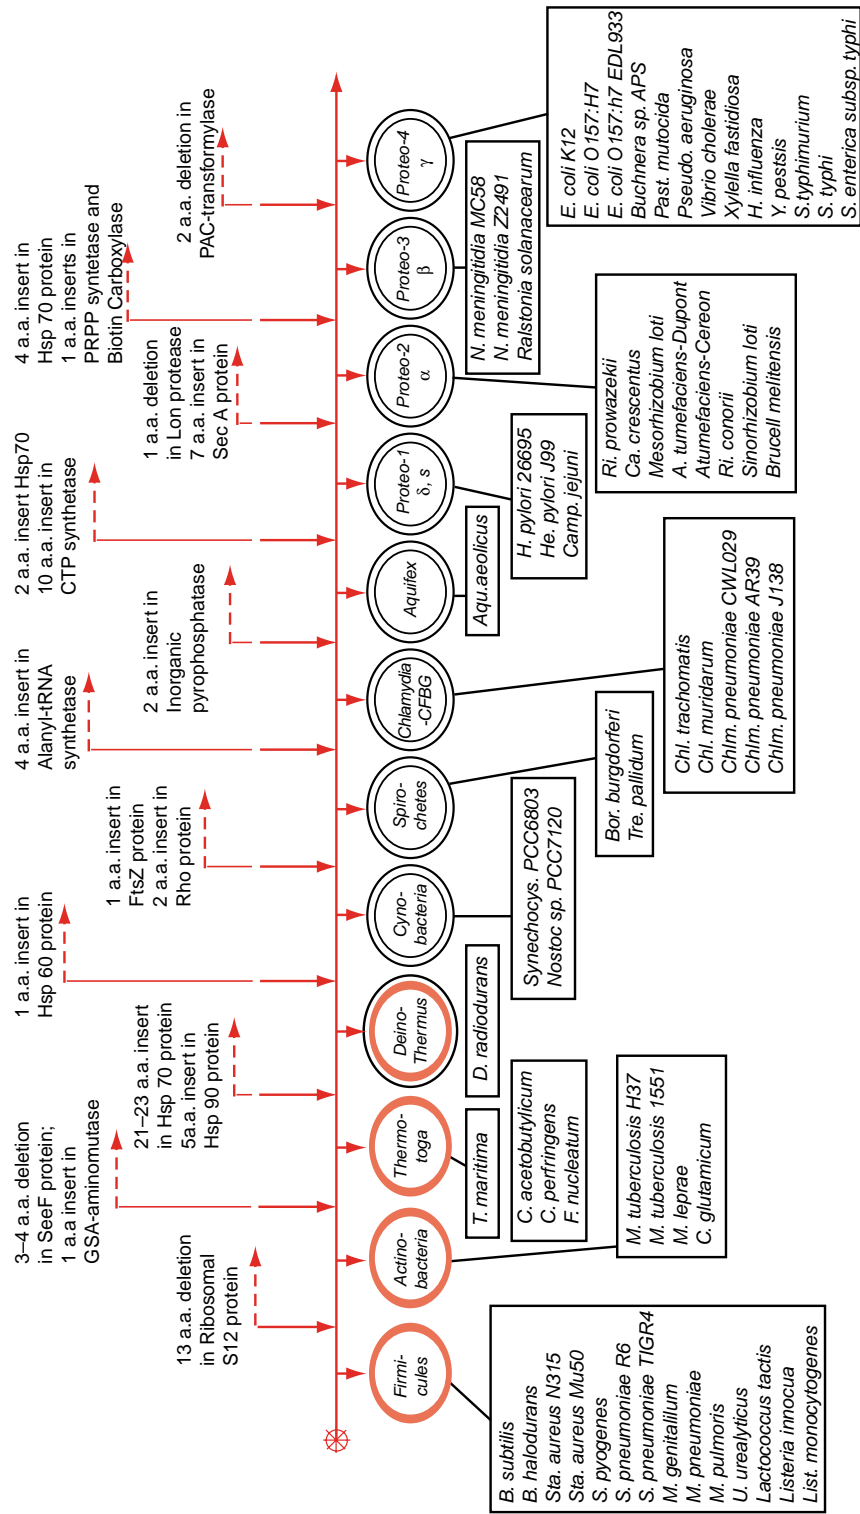 3–4 a.a. deletion
in SeeF protein;
1 a.a insert in
GSA-aminomutase
1 a.a. insert in
Hsp 60 protein
4 a.a. insert in
Alanyl-tRNA
synthetase
2 a.a. insert Hsp70
10 a.a. insert in
CTP synthetase
4 a.a. insert in
Hsp 70 protein
1 a.a. inserts in
PRPP syntetase and
Biotin Carboxylase
13 a.a. deletion
in Ribosomal
S12 protein
21–23 a.a. insert
in Hsp 70 protein
5a.a. insert in
Hsp 90 protein
1 a.a. insert in
FtsZ protein
2 a.a. insert in
Rho protein
2 a.a. insert in
Inorganic
pyrophosphatase
1 a.a. deletion
in Lon protease
7 a.a. insert in
Sec A protein
2 a.a. deletion in
PAC-transformylase
Firmi-
cules
Actino-
bacteria
Thermo-
toga
Deino-
Thermus
Cyno-
bacteria
Spiro-
chetes
Chlamydia
-CFBG
Aquifex
Proteo-1
δ, s
Proteo-2
α
Proteo-3
β
Proteo-4
γ
B. subtilis
B. halodurans
Sta. aureus N315
Sta. aureus Mu50
S. pyogenes
S. pneumoniae R6
S. pneumoniae TIGR4
M. genitalilum
M. pneumoniae
M. pulmoris
U. urealyticus
Lactococcus tactis
Listeria innocua
List. monocytogenes
M. tuberculosis H37
M. tuberculosis 1551
M. leprae
C. glutamicum
T. maritima
C. acetobutylicum
C. perfringens
F. nucleatum
D. radiodurans
Synechocys. PCC6803
Nostoc sp. PCC7120
Bor. burgdorferi
Tre. pallidum
Chl. trachomatis
Chl. muridarum
Chlm. pneumoniae CWL029
Chlm. pneumoniae AR39
Chlm. pneumoniae J138
Aqu.aeolicus
H. pylori 26695
He. pylori J99
Camp. jejuni
Ri. prowazekii
Ca. crescentus
Mesorhizobium loti
A. tumefaciens-Dupont
Atumefaciens-Cereon
Ri. conorii
Sinorhizobium loti
Brucell melitensis
N. meningitidia MC58
N. meningitidia Z2491
Ralstonia solanacearum
E. coli K12
E. coli O157:H7
E. coli O157:h7 EDL933
Buchnera sp. APS
Past. mutocida
Pseudo. aeruginosa
Vibrio cholerae
Xylella fastidiosa
H. influenza
Y. pestsis
S.typhimurium
S. typhi
S. enterica subsp. typhi